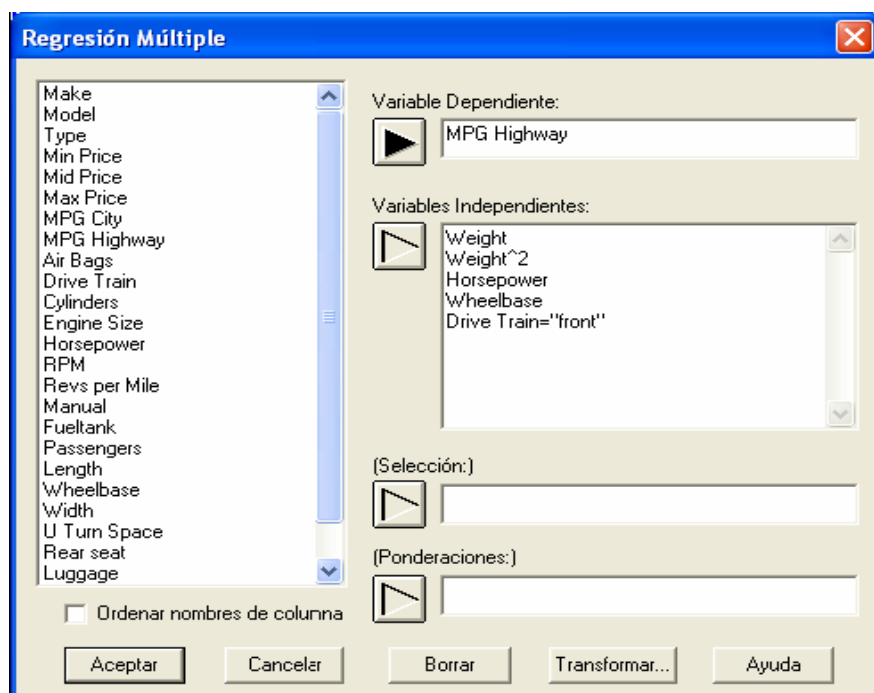 Regresión Múltiple
Make
Model
Type
Min Price
Mid Price
Max Price
MPG City
MPG Highway
Air Bags
Drive Train
Cylinders
Engine Size
Horsepower
RPM
Revs per Mile
Manual
Fueltank
Passengers
Length
Wheelbase
Width
U Turn Space
Rear seat
Luggage
Ordenar nombres de columna
Variable Dependiente:
MPG Highway
Variables Independientes:
Weight
Weight^2
Horsepower
Wheelbase
Drive Train="front"
(Selección:)
(Ponderaciones:)
Aceptar
Cancelar
Borrar
Transformar...
Ayuda